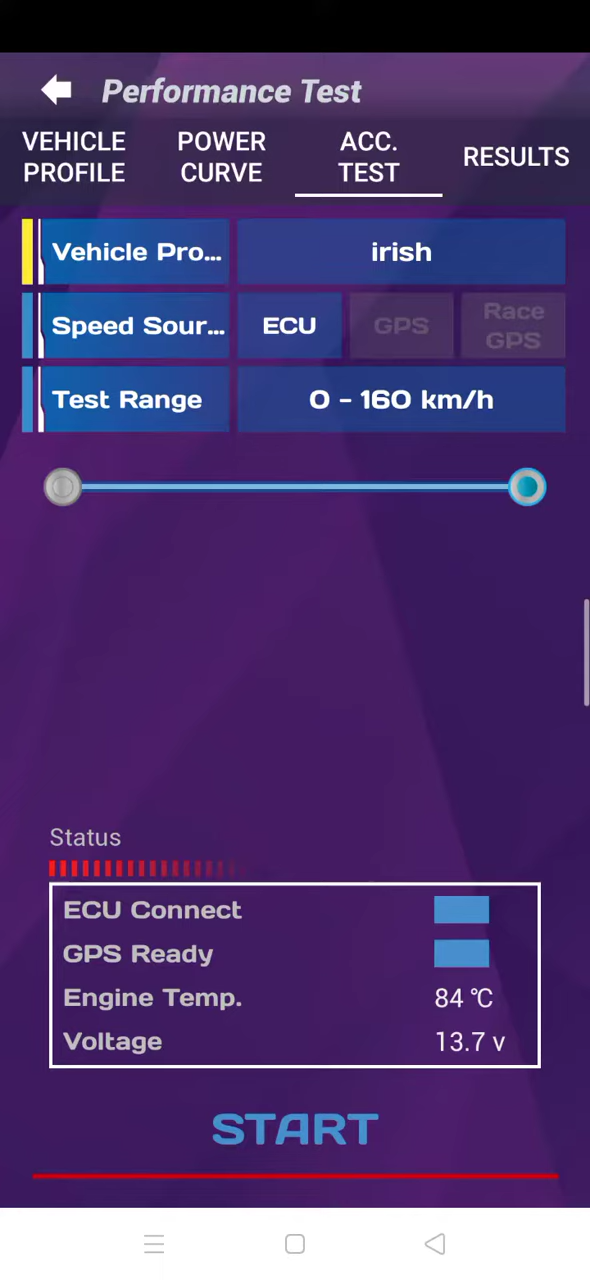 Performance Test
VEHICLE
PROFILE
POWER
CURVE
ACC.
TEST
RESULTS
Vehicle Pro...
irish
Speed Sour...
ECU
GPS
Race
GPS
Test Range
0 - 160 km/h
Status
ECU Connect
GPS Ready
Engine Temp.
84 ℃
Voltage
13.7 v
START